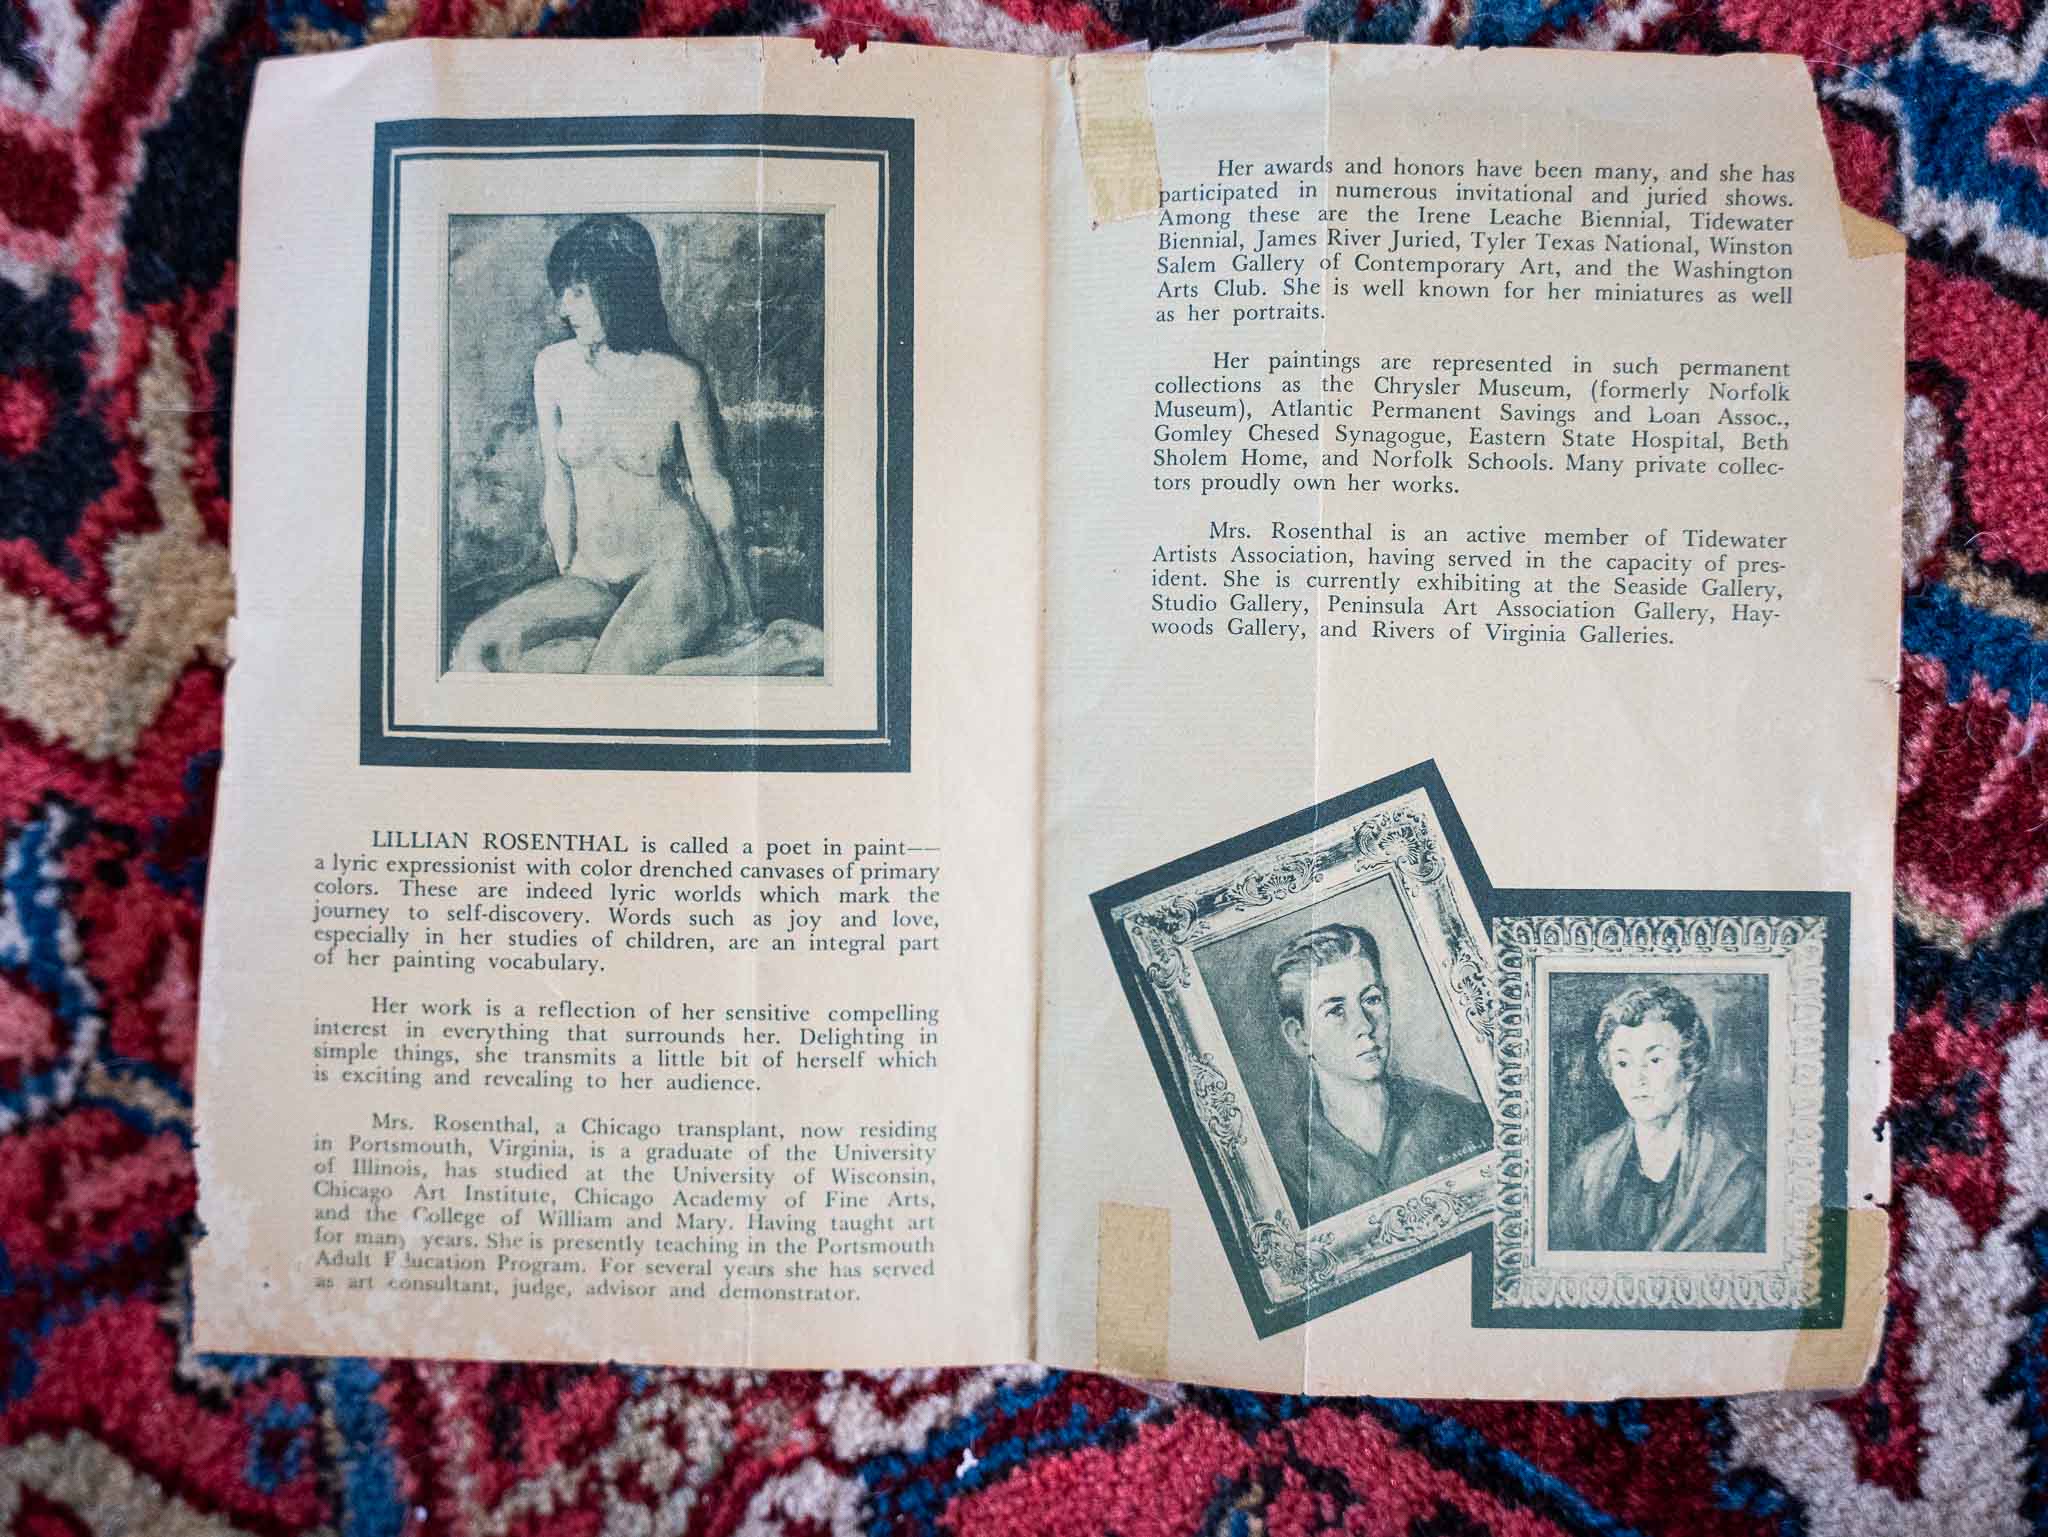 LILLIAN ROSENTHAL is called a poet in paint—
a lyric expressionist with color drenched canvases of primary
colors. These are indeed lyric worlds which mark the
journey to self-discovery. Words such as joy and love,
especially in her studies of children, are an integral part
of her painting vocabulary.
Her work is a reflection of her sensitive compelling
interest in everything that surrounds her. Delighting in
simple things, she transmits a little bit of herself which
is exciting and revealing to her audience.
Mrs. Rosenthal, a Chicago transplant, now residing
in Portsmouth, Virginia, is a graduate of the University
of Illinois, has studied at the University of Wisconsin,
Chicago Art Institute, Chicago Academy of Fine Arts,
and the College of William and Mary. Having taught art
for many years. She is presently teaching in the Portsmouth
Adult Education Program. For several years she has served
as art consultant, judge, advisor and demonstrator.
Her awards and honors have been many, and she has
participated in numerous invitational and juried shows.
Among these are the Irene Leache Biennial, Tidewater
Biennial, James River Juried, Tyler Texas National, Winston
Salem Gallery of Contemporary Art, and the Washington
Arts Club. She is well known for her miniatures as well
as her portraits.
Her paintings are represented in such permanent
collections as the Chrysler Museum, (formerly Norfolk
Museum), Atlantic Permanent Savings and Loan Assoc.,
Gomley Chesed Synagogue, Eastern State Hospital, Beth
Sholem Home, and Norfolk Schools. Many private collec-
tors proudly own her works.
Mrs. Rosenthal is an active member of Tidewater
Artists Association, having served in the capacity of pres-
ident. She is currently exhibiting at the Seaside Gallery,
Studio Gallery, Peninsula Art Association Gallery, Hay-
woods Gallery, and Rivers of Virginia Galleries.